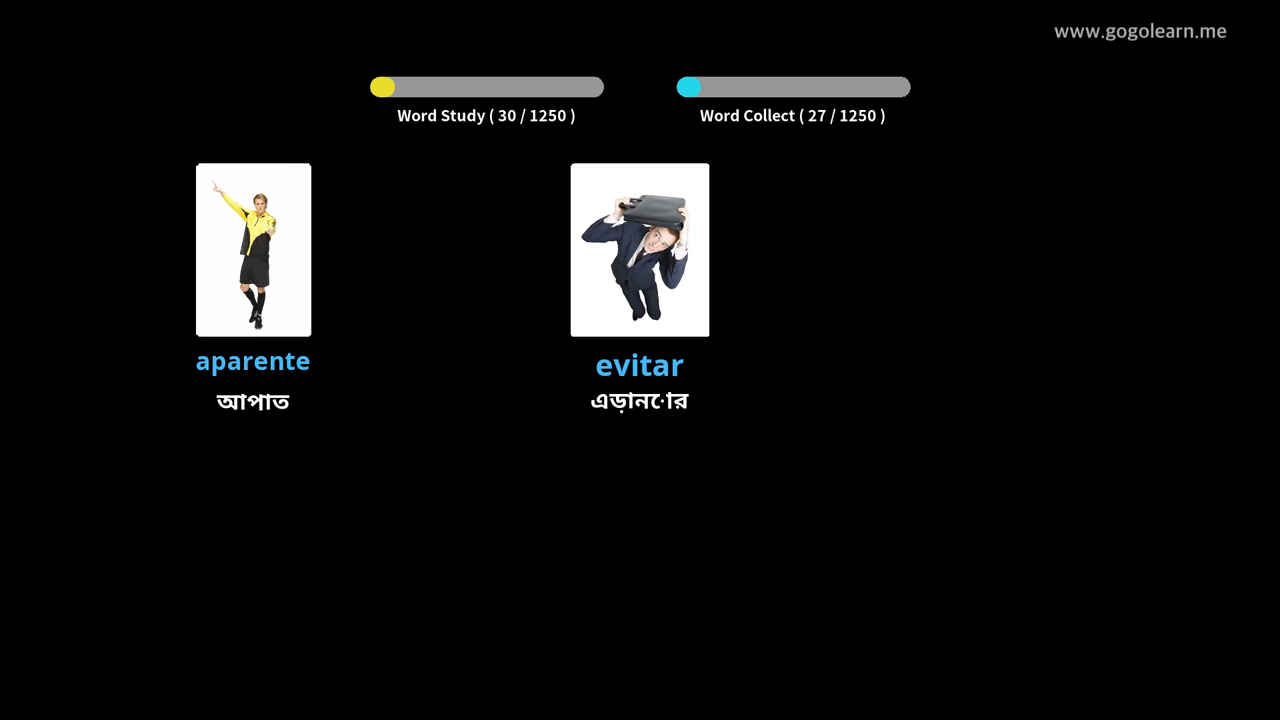 www.gogolearn.me
Word Study ( 30 / 1250 )
Word Collect ( 27 / 1250 )
aparente
evitar
আপাত
এড়ানোর